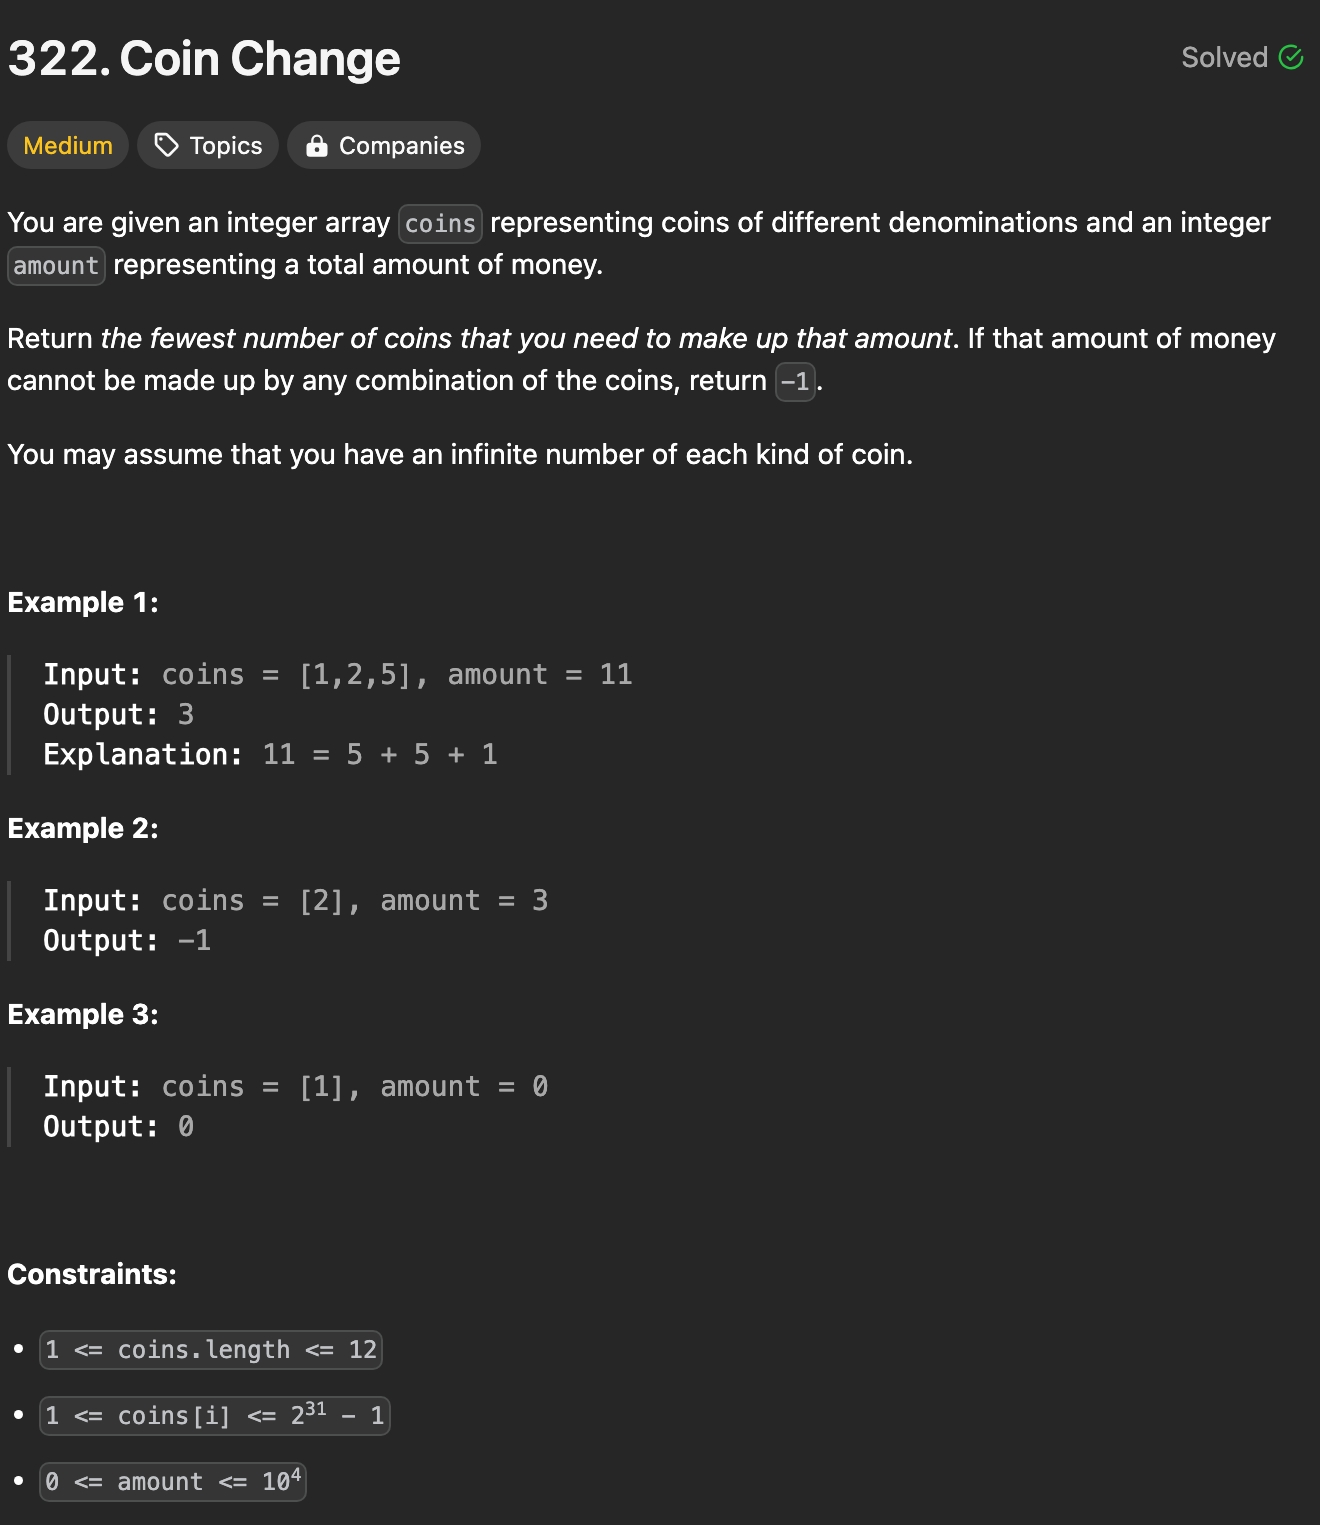 322. Coin Change
Solved
Medium
Topics
Companies
You are given an integer array coins representing coins of different denominations and an integer
amount representing a total amount of money.
Return the fewest number of coins that you need to make up that amount. If that amount of money
cannot be made up by any combination of the coins, return -1.
You may assume that you have an infinite number of each kind of coin.
Example 1:
Input: coins = [1,2,5], amount = 11
Output: 3
Explanation: 11 = 5 + 5 + 1
Example 2:
Input: coins = [2], amount = 3
Output: -1
Example 3:
Input: coins = [1], amount = 0
Output: 0
Constraints:
• 1 <= coins.length <= 12
• 1 <= coins[i] <= 2³¹ - 1
• 0 <= amount <= 10⁴